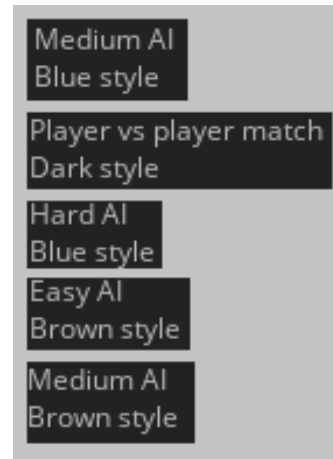 Medium AI
Blue style
Player vs player match
Dark style
Hard AI
Blue style
Easy AI
Brown style
Medium AI
Brown style